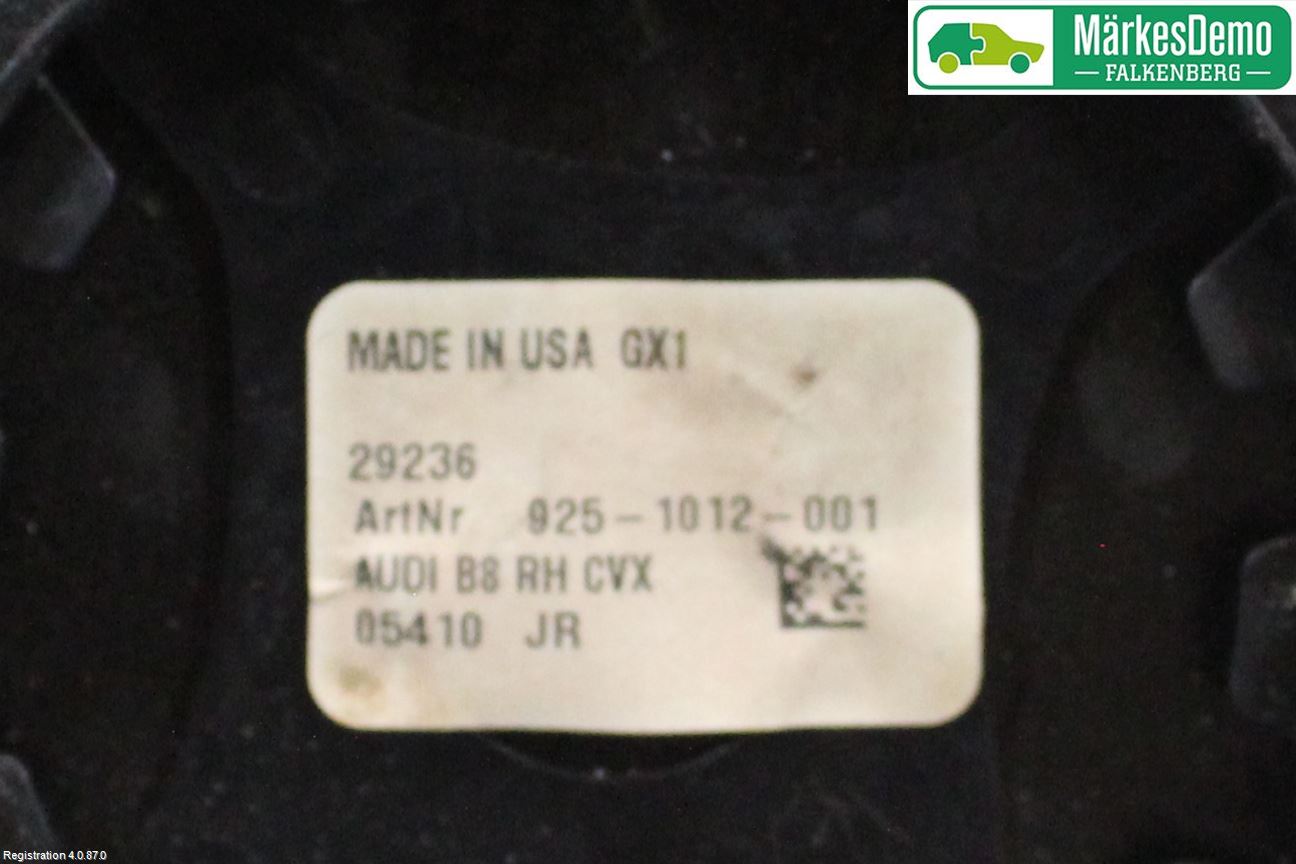 MärkesDemo
FALKENBERG
MADE IN USA GX1
29236
ArtNr 925-1012-001
AUDI B8 RH CVX
05410 JR
Registration 4.0.87.0